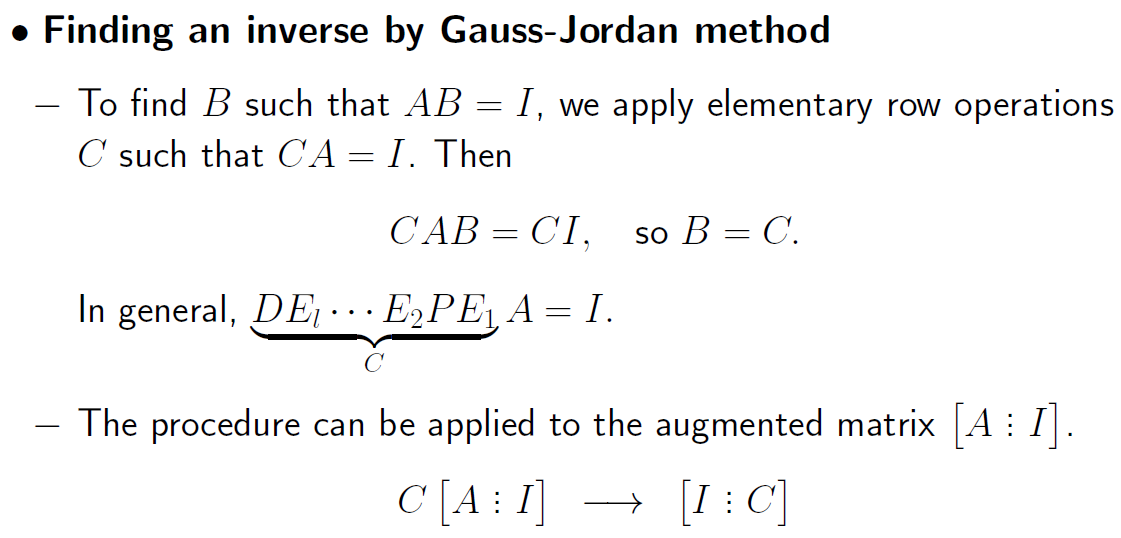 • Finding an inverse by Gauss-Jordan method
– To find B such that AB = I, we apply elementary row operations
C such that CA = I. Then
CAB = CI, so B = C.
In general, DE_l ⋯ E_2PE_1 A = I.
C
– The procedure can be applied to the augmented matrix [A ⋮ I].
C [A ⋮ I] ⟶ [I ⋮ C]